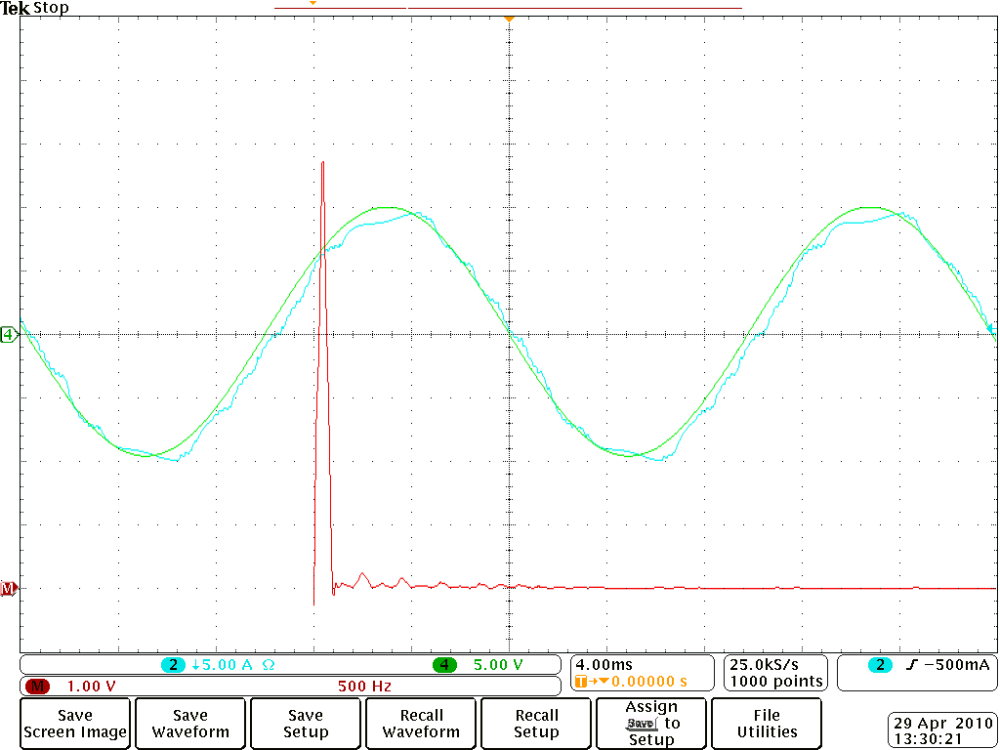 Tek Stop
4
M
2 ↓5.00 A Ω 4 5.00 V
M 1.00 V 500 Hz
4.00ms
T→▼0.00000 s
25.0kS/s
1000 points
2 ʃ −500mA
Save
Screen Image
Save
Waveform
Save
Setup
Recall
Waveform
Recall
Setup
Assign
Save to
Setup
File
Utilities
29 Apr 2010
13:30:21